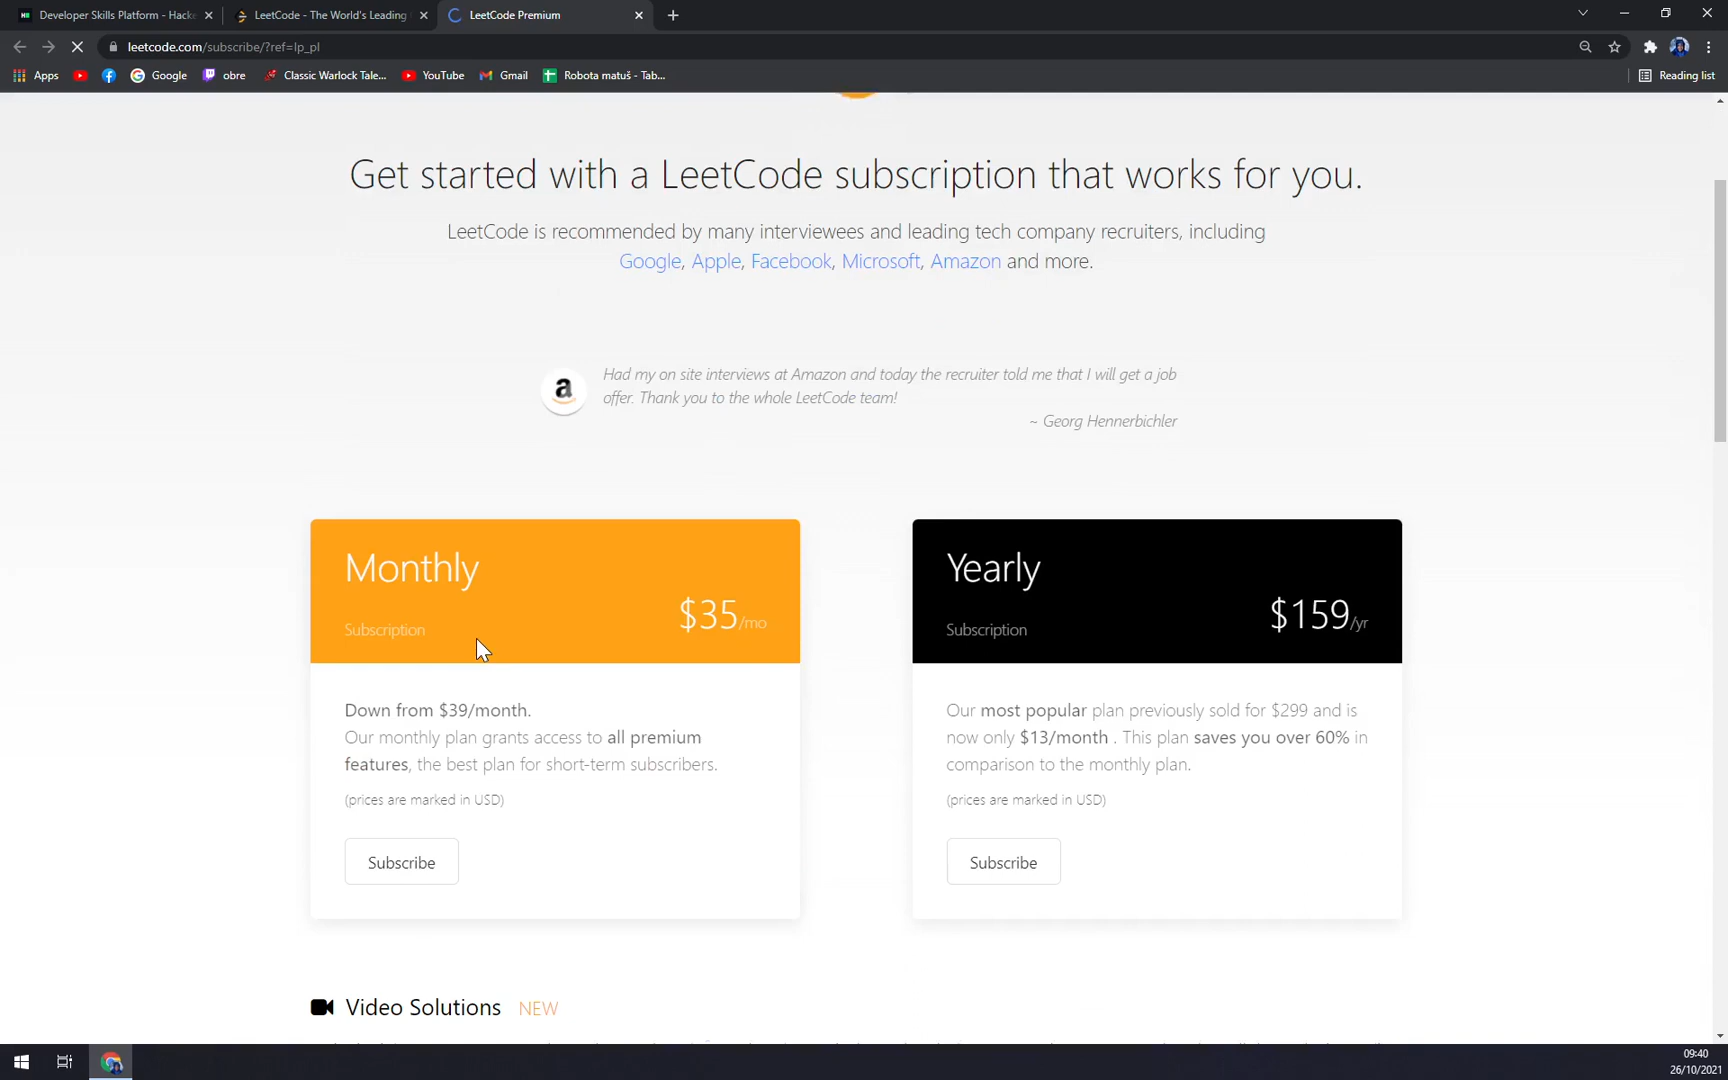 Developer Skills Platform - Hacke
LeetCode - The World's Leading
LeetCode Premium
leetcode.com/subscribe/?ref=lp_pl
Apps
Google
obre
Classic Warlock Tale...
YouTube
Gmail
Robota matuš - Tab...
Reading list
Get started with a LeetCode subscription that works for you.
LeetCode is recommended by many interviewees and leading tech company recruiters, including
Google, Apple, Facebook, Microsoft, Amazon and more.
Had my on site interviews at Amazon and today the recruiter told me that I will get a job
offer. Thank you to the whole LeetCode team!
~ Georg Hennerbichler
Monthly
Subscription
$35/mo
Down from $39/month.
Our monthly plan grants access to all premium
features, the best plan for short-term subscribers.
(prices are marked in USD)
Subscribe
Yearly
Subscription
$159/yr
Our most popular plan previously sold for $299 and is
now only $13/month . This plan saves you over 60% in
comparison to the monthly plan.
(prices are marked in USD)
Subscribe
Video Solutions NEW
09:40
26/10/2021